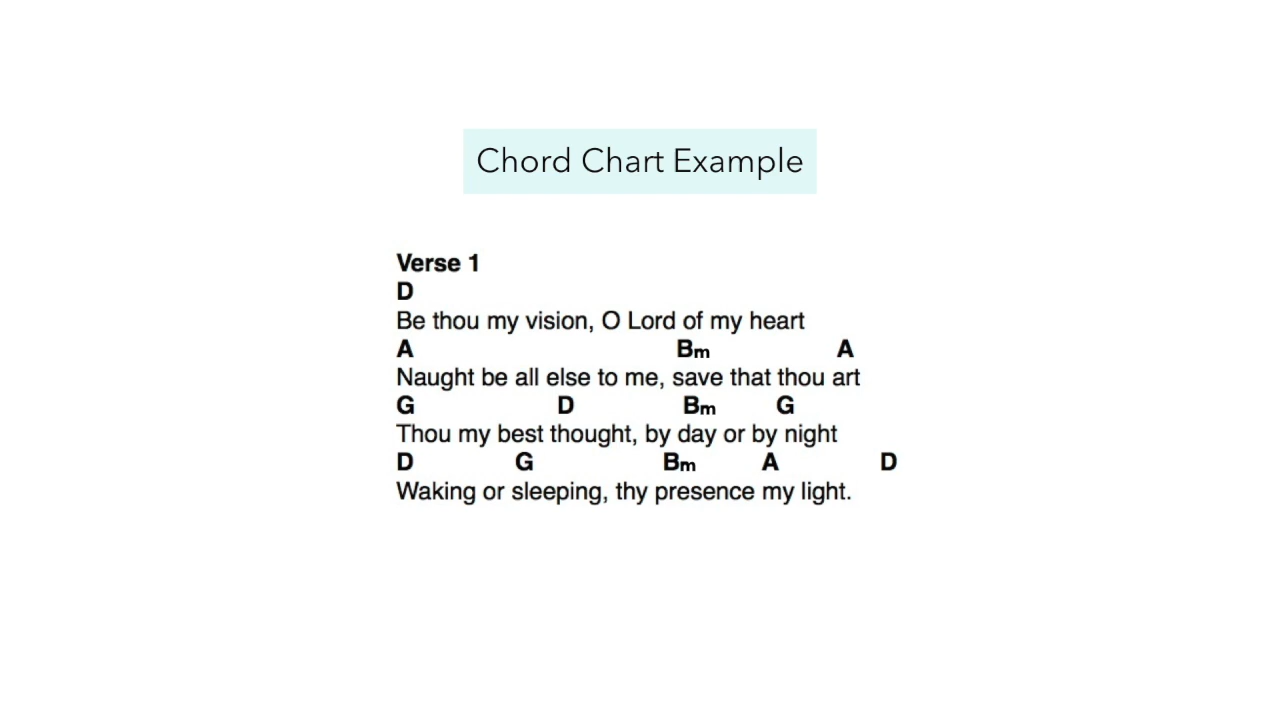 Chord Chart Example
Verse 1
D
Be thou my vision, O Lord of my heart
A Bm A
Naught be all else to me, save that thou art
G D Bm G
Thou my best thought, by day or by night
D G Bm A D
Waking or sleeping, thy presence my light.